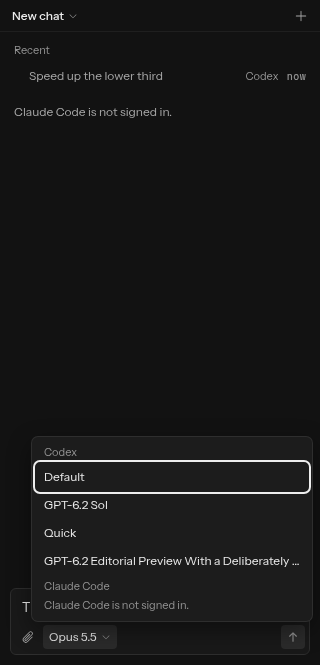 New chat
Recent
Speed up the lower third Codex now
Claude Code is not signed in.
Codex
Default
GPT-6.2 Sol
Quick
GPT-6.2 Editorial Preview With a Deliberately ...
Claude Code
Claude Code is not signed in.
T
Opus 5.5